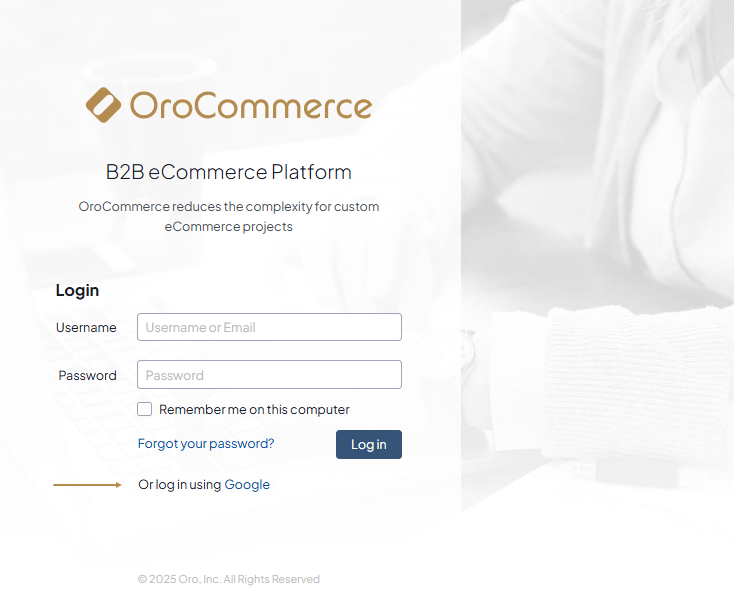 OroCommerce
B2B eCommerce Platform
OroCommerce reduces the complexity for custom
eCommerce projects
Login
Username
Username or Email
Password
Password
Remember me on this computer
Forgot your password?
Log in
Or log in using Google
© 2025 Oro, Inc. All Rights Reserved